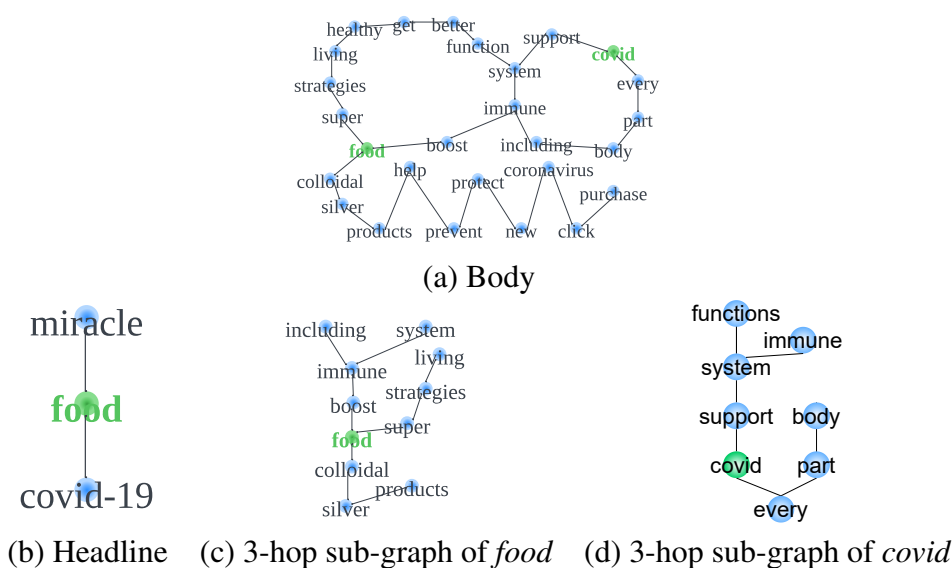 healthy get better
function support
living covid
system
strategies every
immune
super part
food boost including body
help coronavirus
colloidal protect
purchase
silver
products prevent new click
(a) Body
miracle
food
covid-19
(b) Headline
including system
living
immune
strategies
boost
super
food
colloidal
products
silver
(c) 3-hop sub-graph of food
functions
immune
system
support body
covid part
every
(d) 3-hop sub-graph of covid